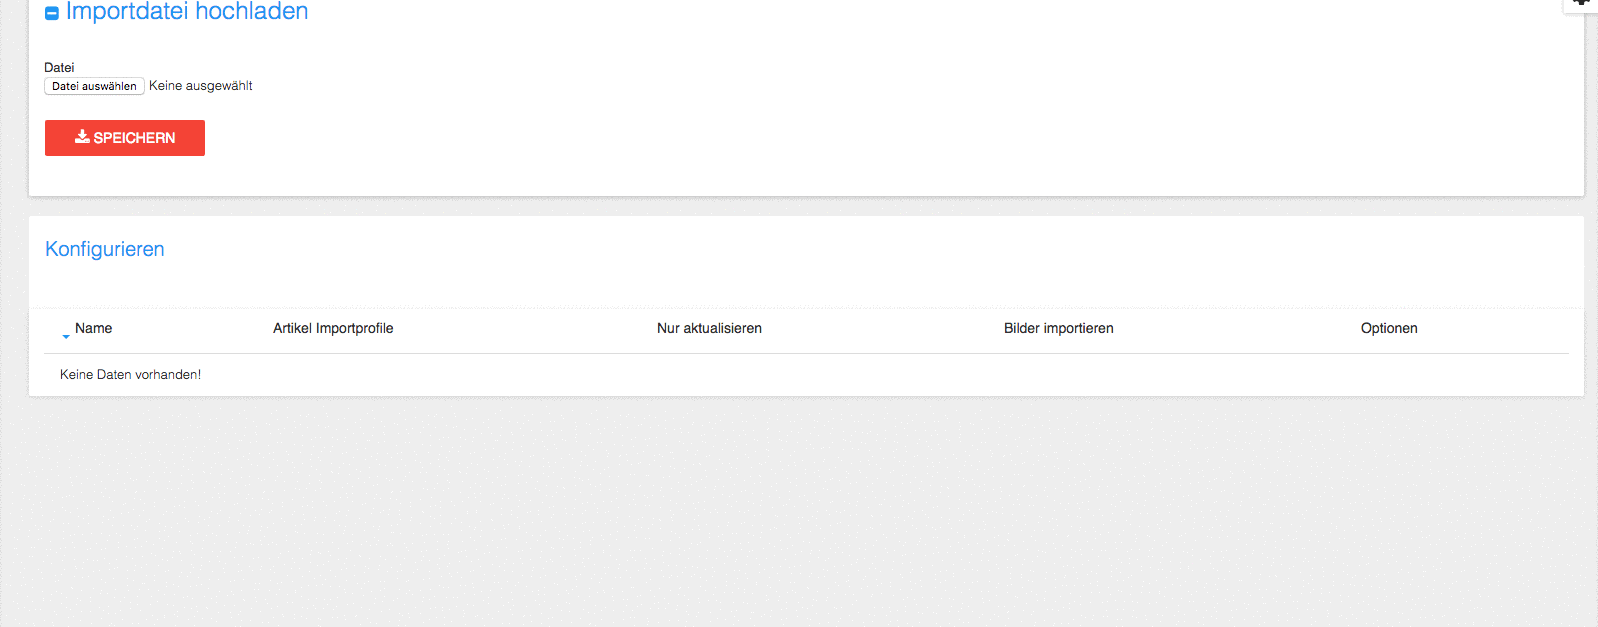 Importdatei hochladen
Datei
Datei auswählen Keine ausgewählt
SPEICHERN
Konfigurieren
Name Artikel Importprofile Nur aktualisieren Bilder importieren Optionen
Keine Daten vorhanden!